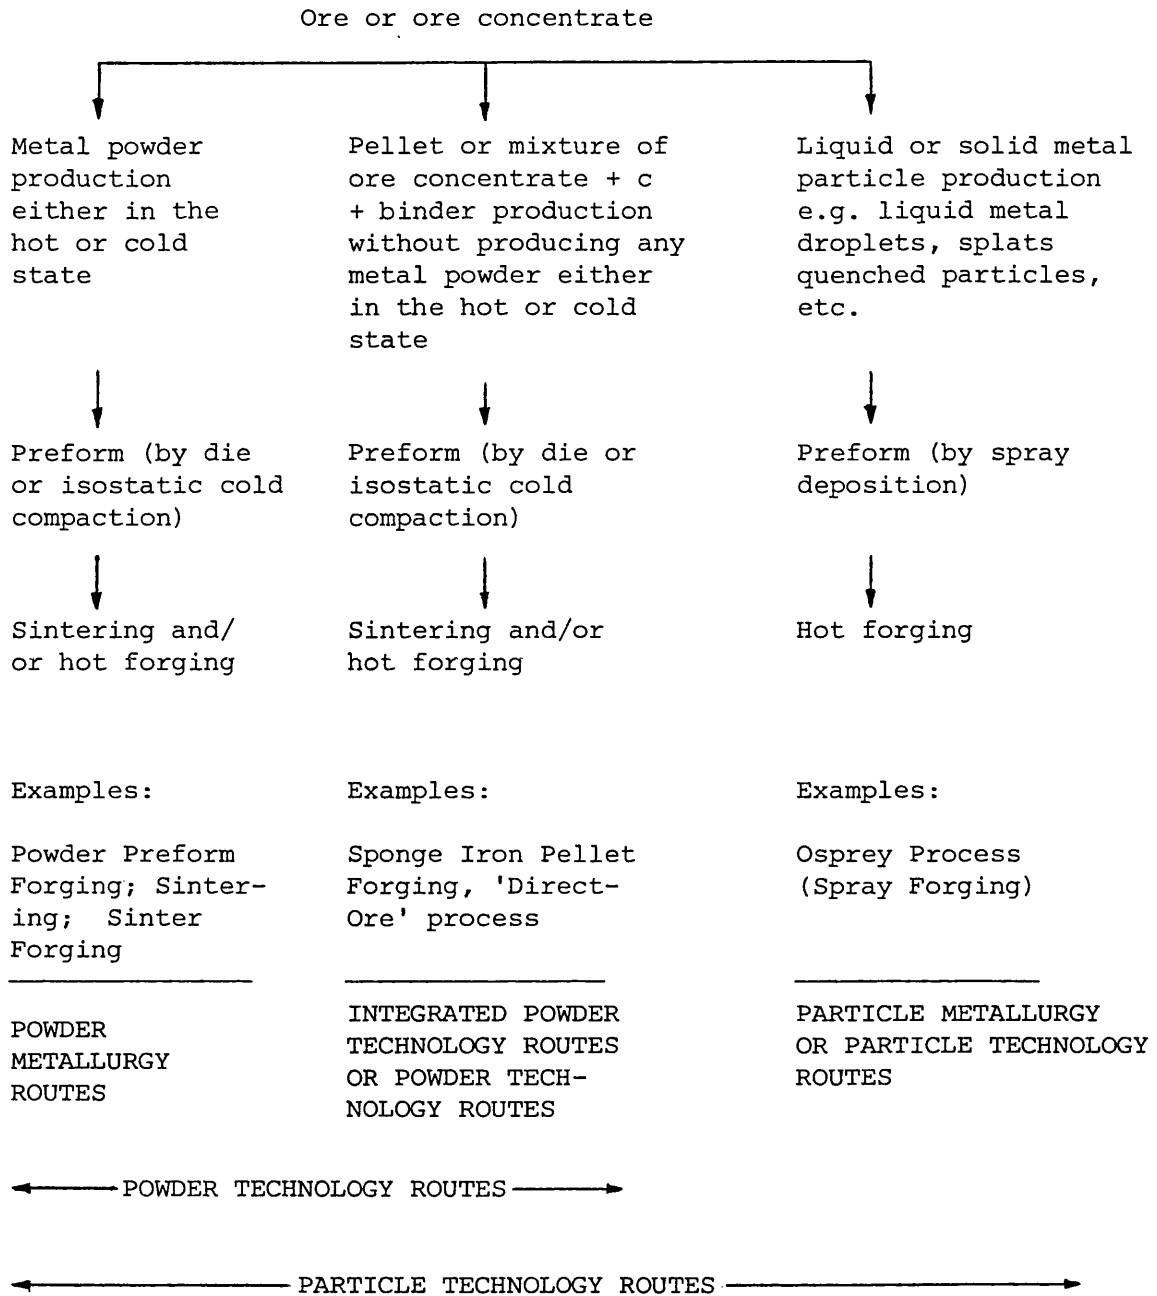 Ore or ore concentrate
Metal powder
production
either in the
hot or cold
state
Pellet or mixture of
ore concentrate + c
+ binder production
without producing any
metal powder either
in the hot or cold
state
Liquid or solid metal
particle production
e.g. liquid metal
droplets, splats
quenched particles,
etc.
Preform (by die
or isostatic cold
compaction)
Preform (by die or
isostatic cold
compaction)
Preform (by spray
deposition)
Sintering and/
or hot forging
Sintering and/or
hot forging
Hot forging
Examples:
Powder Preform
Forging; Sinter-
ing; Sinter
Forging
Examples:
Sponge Iron Pellet
Forging, 'Direct-
Ore' process
Examples:
Osprey Process
(Spray Forging)
POWDER
METALLURGY
ROUTES
INTEGRATED POWDER
TECHNOLOGY ROUTES
OR POWDER TECH-
NOLOGY ROUTES
PARTICLE METALLURGY
OR PARTICLE TECHNOLOGY
ROUTES
POWDER TECHNOLOGY ROUTES
PARTICLE TECHNOLOGY ROUTES